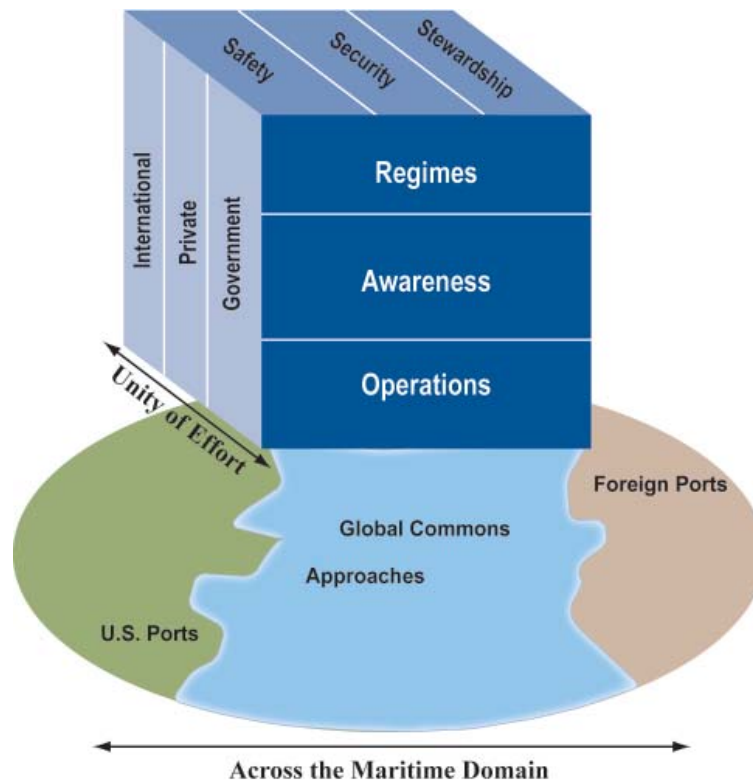 Safety
Security
Stewardship
International
Private
Government
Regimes
Awareness
Operations
Unity of Effort
Foreign Ports
Global Commons
Approaches
U.S. Ports
Across the Maritime Domain